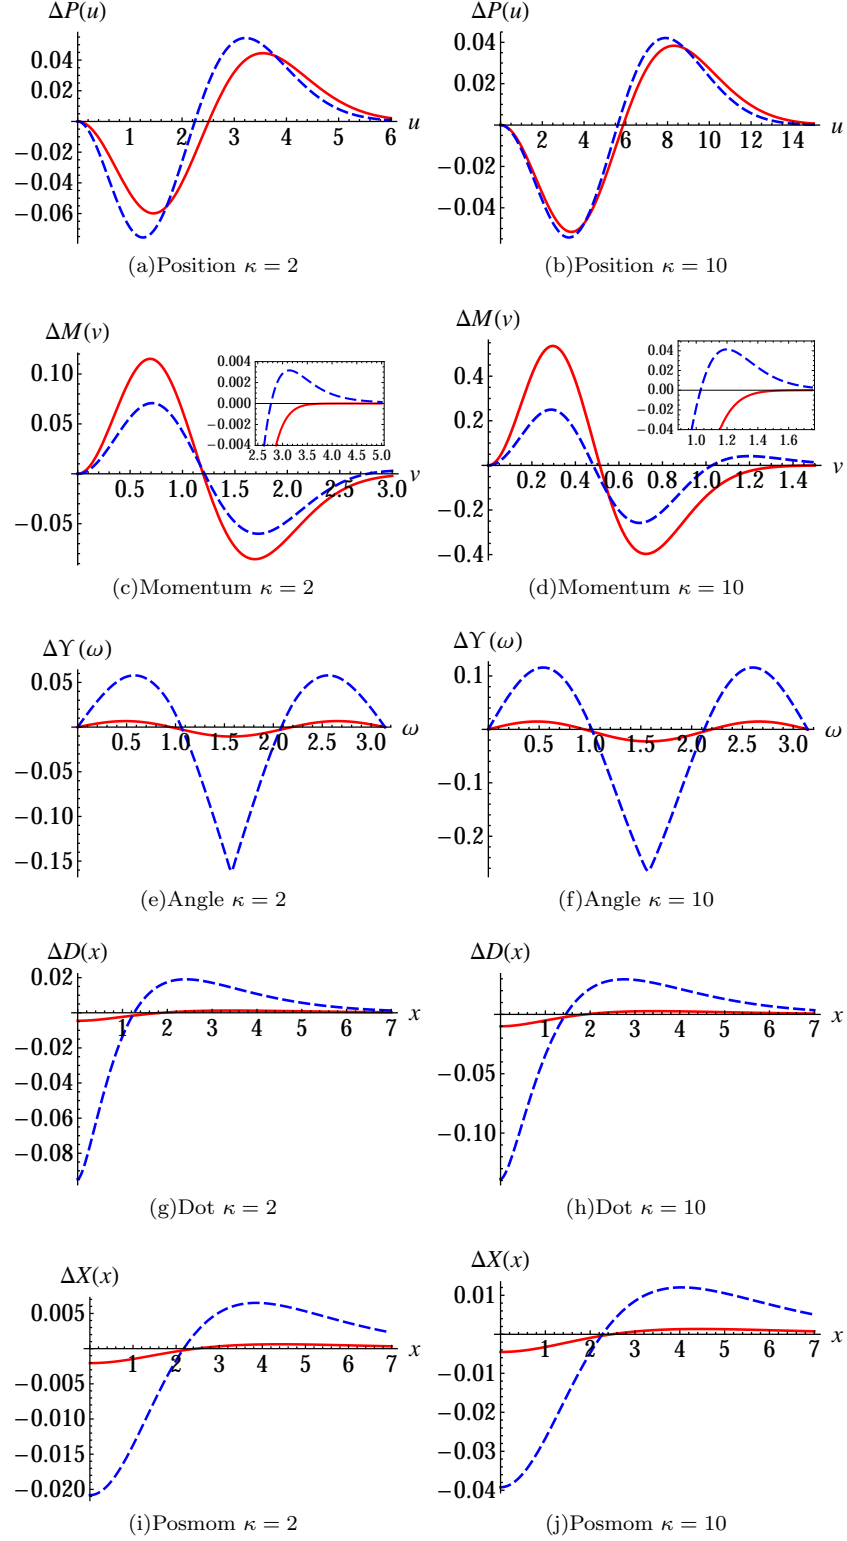 ΔP(u)
0.04
0.02
1 2 3 4 5 6 u
−0.02
−0.04
−0.06
(a)Position κ = 2
ΔP(u)
0.04
0.02
2 4 6 8 10 12 14 u
−0.02
−0.04
(b)Position κ = 10
ΔM(v)
0.10
0.05
0.5 1.0 1.5 2.0 2.5 3.0 v
−0.05
0.004
0.002
0.000
−0.002
−0.004
2.5 3.0 3.5 4.0 4.5 5.0
(c)Momentum κ = 2
ΔM(v)
0.4
0.2
0.2 0.4 0.6 0.8 1.0 1.2 1.4 v
−0.2
−0.4
0.04
0.02
0.00
−0.02
−0.04
1.0 1.2 1.4 1.6
(d)Momentum κ = 10
Δϒ(ω)
0.05
0.5 1.0 1.5 2.0 2.5 3.0 ω
−0.05
−0.10
−0.15
(e)Angle κ = 2
Δϒ(ω)
0.1
0.5 1.0 1.5 2.0 2.5 3.0 ω
−0.1
−0.2
(f)Angle κ = 10
ΔD(x)
0.02
1 2 3 4 5 6 7 x
−0.02
−0.04
−0.06
−0.08
(g)Dot κ = 2
ΔD(x)
1 2 3 4 5 6 7 x
−0.05
−0.10
(h)Dot κ = 10
ΔX(x)
0.005
1 2 3 4 5 6 7 x
−0.005
−0.010
−0.015
−0.020
(i)Posmom κ = 2
ΔX(x)
0.01
1 2 3 4 5 6 7 x
−0.01
−0.02
−0.03
−0.04
(j)Posmom κ = 10